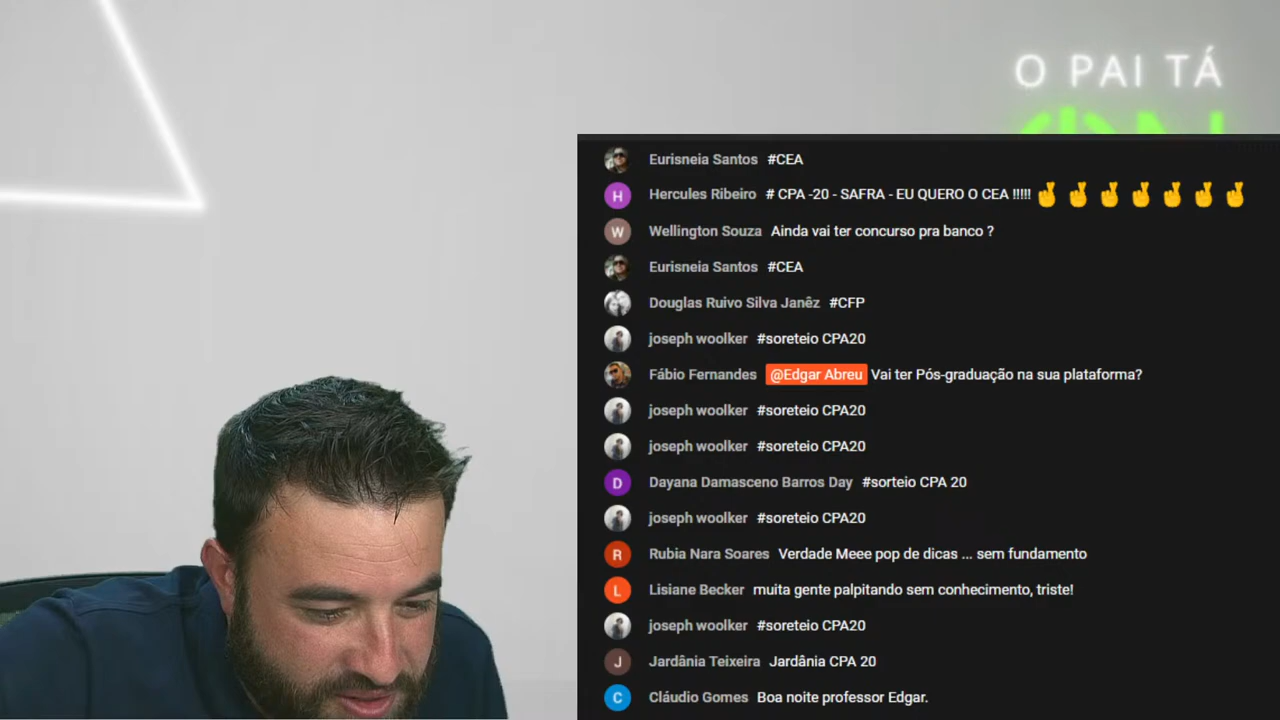 O PAI TÁ
ON
Eurisneia Santos #CEA
Hercules Ribeiro # CPA -20 - SAFRA - EU QUERO O CEA !!!!! 🤞🤞🤞🤞🤞🤞🤞
Wellington Souza Ainda vai ter concurso pra banco ?
Eurisneia Santos #CEA
Douglas Ruivo Silva Janêz #CFP
joseph woolker #soreteio CPA20
Fábio Fernandes @Edgar Abreu Vai ter Pós-graduação na sua plataforma?
joseph woolker #soreteio CPA20
joseph woolker #soreteio CPA20
D Dayana Damasceno Barros Day #sorteio CPA 20
joseph woolker #soreteio CPA20
R Rubia Nara Soares Verdade Meee pop de dicas ... sem fundamento
L Lisiane Becker muita gente palpitando sem conhecimento, triste!
joseph woolker #soreteio CPA20
J Jardânia Teixeira Jardânia CPA 20
C Cláudio Gomes Boa noite professor Edgar.